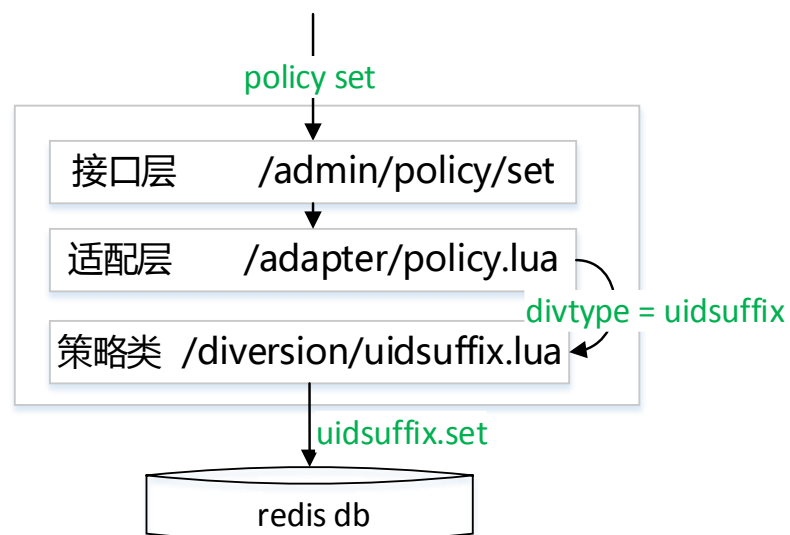 policy set
接口层 /admin/policy/set
适配层 /adapter/policy.lua
divtype = uidsuffix
策略类 /diversion/uidsuffix.lua
uidsuffix.set
redis db